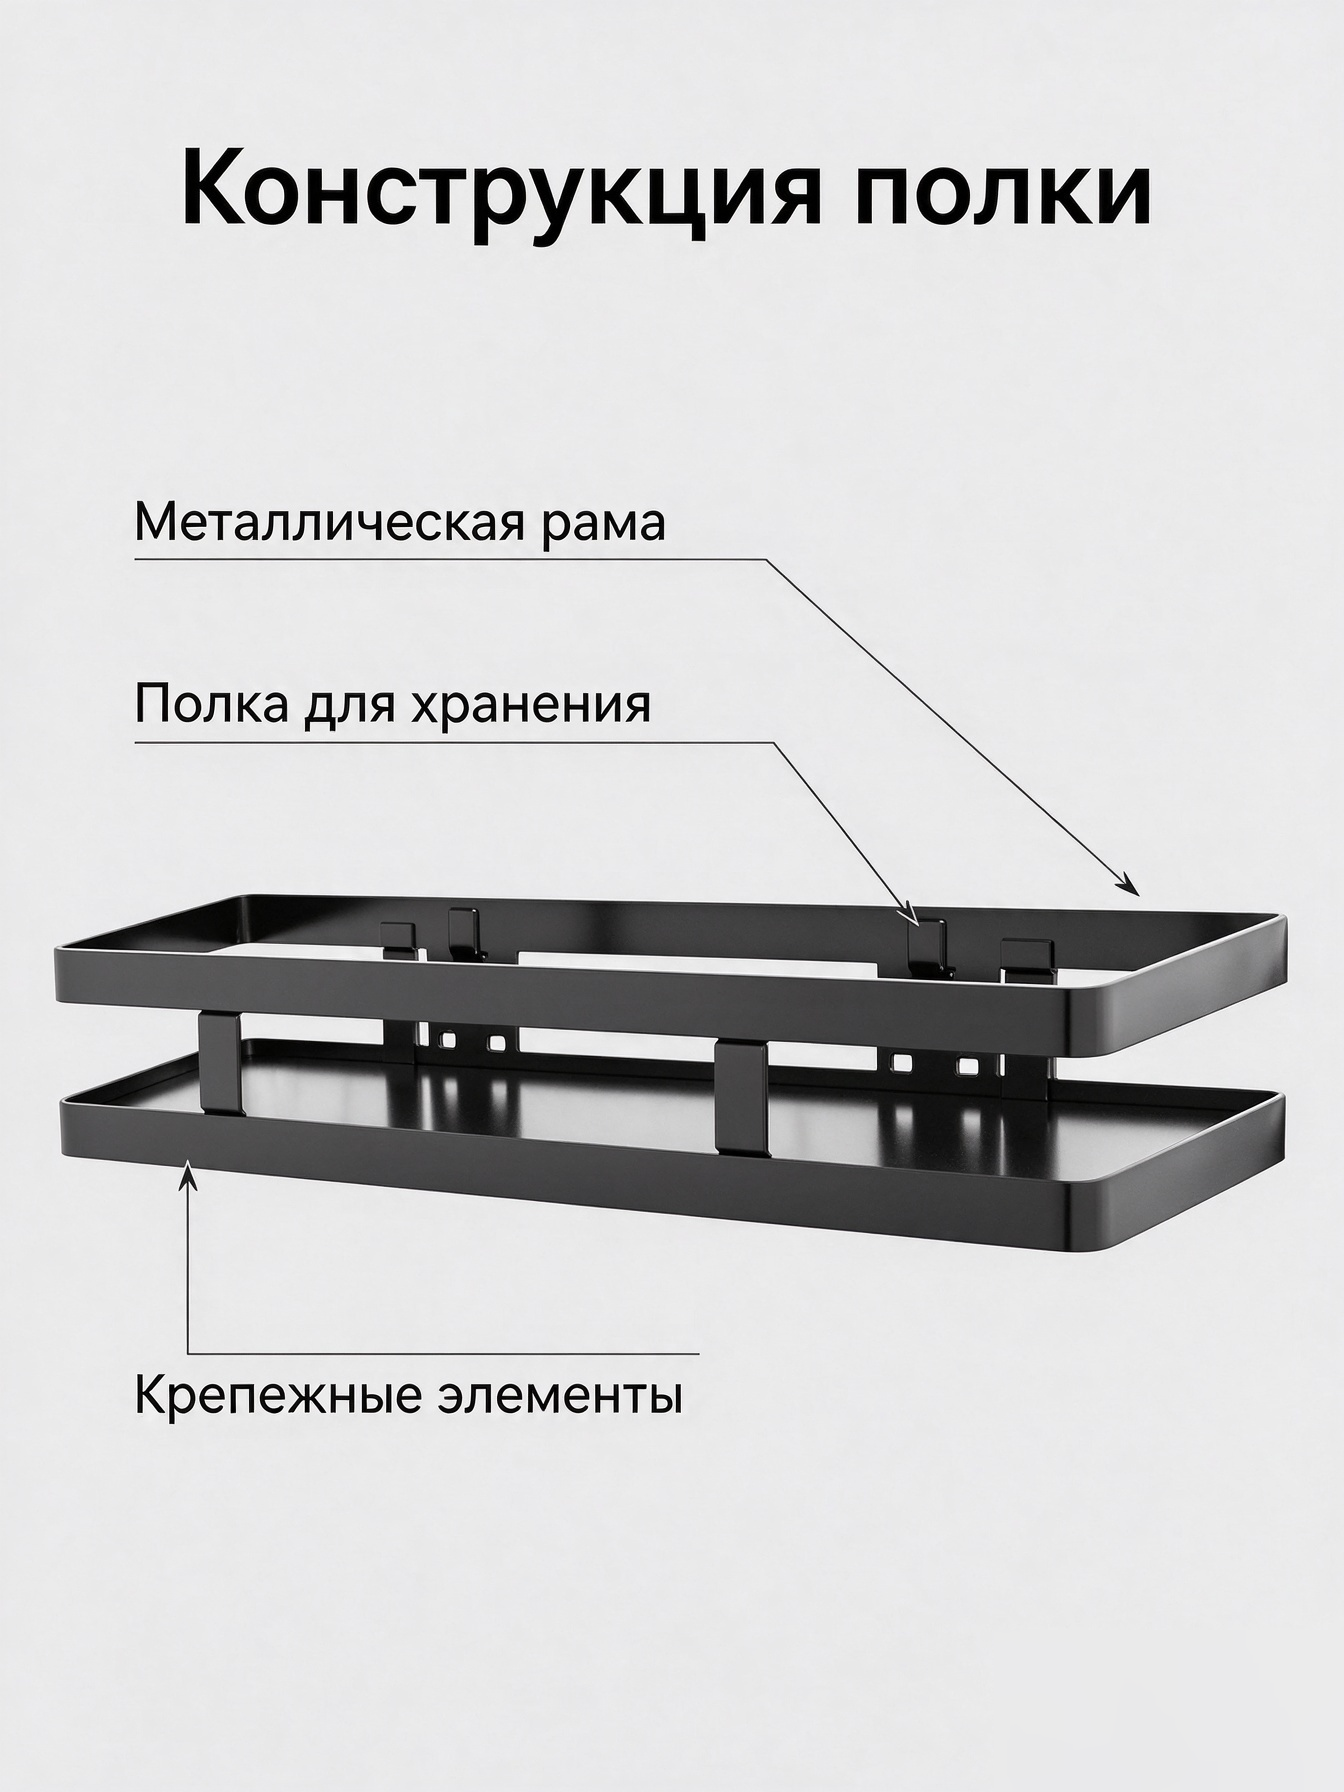 Конструкция полки
Металлическая рама
Полка для хранения
Крепежные элементы